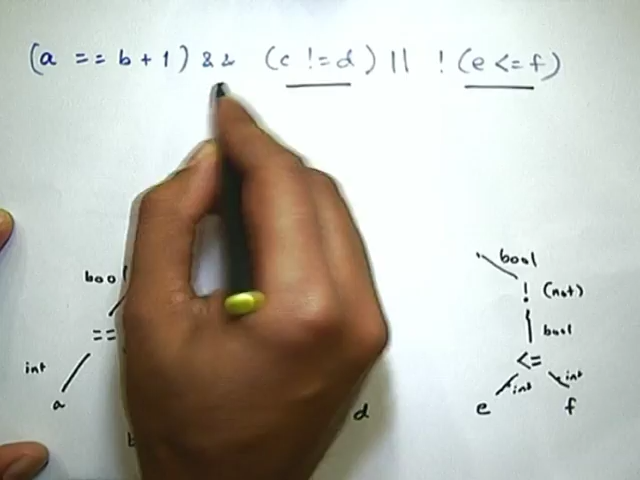 (a == b + 1) && (c != d) || ! (e <= f)
bool
bool
! (not)
bool
==
<=
int
int
int
a
d
e
f
b